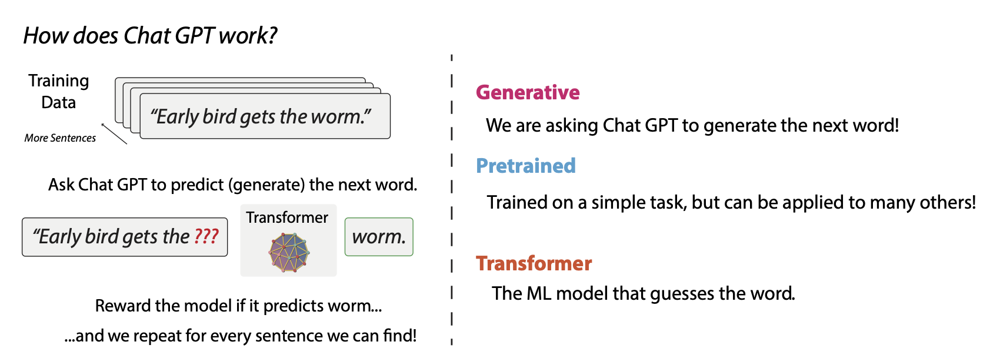 How does Chat GPT work?
Training
Data
“Early bird gets the worm.”
More Sentences
Ask Chat GPT to predict (generate) the next word.
“Early bird gets the ???
Transformer
worm.
Reward the model if it predicts worm...
...and we repeat for every sentence we can find!
Generative
We are asking Chat GPT to generate the next word!
Pretrained
Trained on a simple task, but can be applied to many others!
Transformer
The ML model that guesses the word.